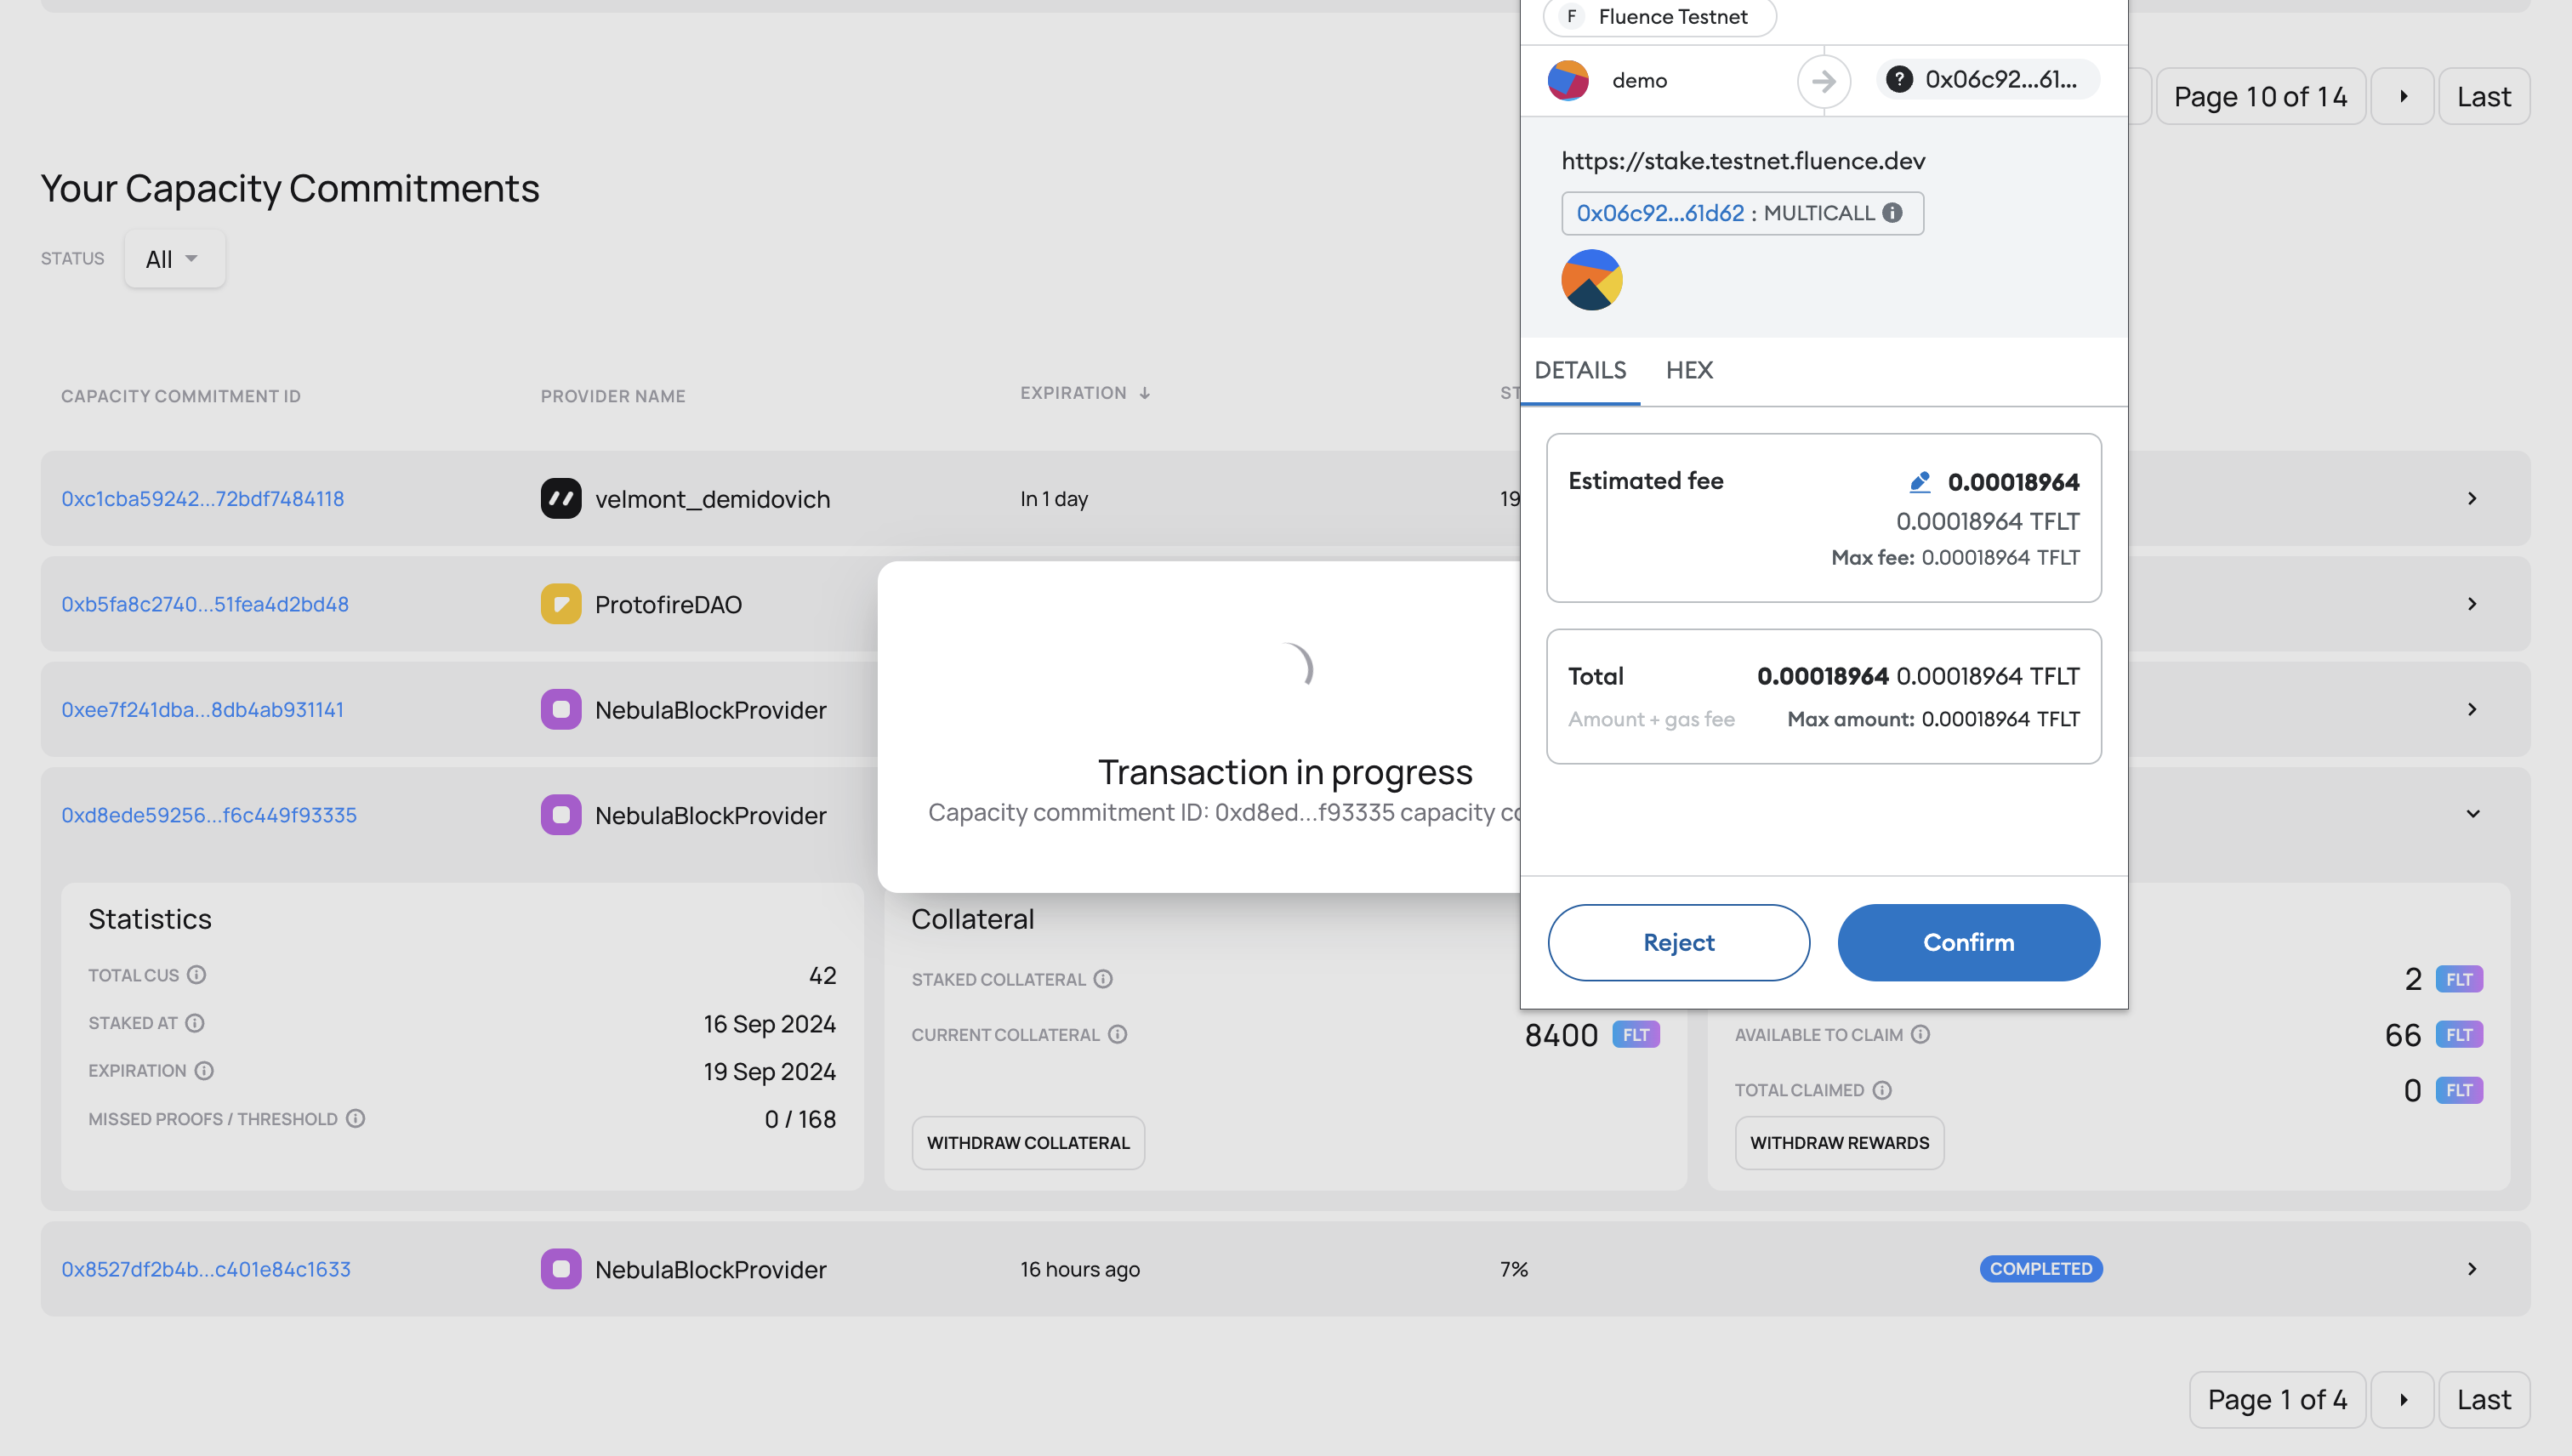 F Fluence Testnet
demo
? 0x06c92...61...
Page 10 of 14
Last
https://stake.testnet.fluence.dev
0x06c92...61d62 : MULTICALL
Your Capacity Commitments
STATUS All
DETAILS HEX
CAPACITY COMMITMENT ID PROVIDER NAME EXPIRATION ↓ ST
Estimated fee 0.00018964
0.00018964 TFLT
Max fee: 0.00018964 TFLT
0xc1cba59242...72bdf7484118 velmont_demidovich In 1 day 19
0xb5fa8c2740...51fea4d2bd48 ProtofireDAO
Total 0.00018964 0.00018964 TFLT
Amount + gas fee Max amount: 0.00018964 TFLT
0xee7f241dba...8db4ab931141 NebulaBlockProvider
Transaction in progress
Capacity commitment ID: 0xd8ed...f93335 capacity co
0xd8ede59256...f6c449f93335 NebulaBlockProvider
Reject Confirm
Statistics
TOTAL CUS 42
STAKED AT 16 Sep 2024
EXPIRATION 19 Sep 2024
MISSED PROOFS / THRESHOLD 0 / 168
Collateral
STAKED COLLATERAL
CURRENT COLLATERAL 8400 FLT
WITHDRAW COLLATERAL
2 FLT
AVAILABLE TO CLAIM 66 FLT
TOTAL CLAIMED 0 FLT
WITHDRAW REWARDS
0x8527df2b4b...c401e84c1633 NebulaBlockProvider 16 hours ago 7% COMPLETED
Page 1 of 4
Last